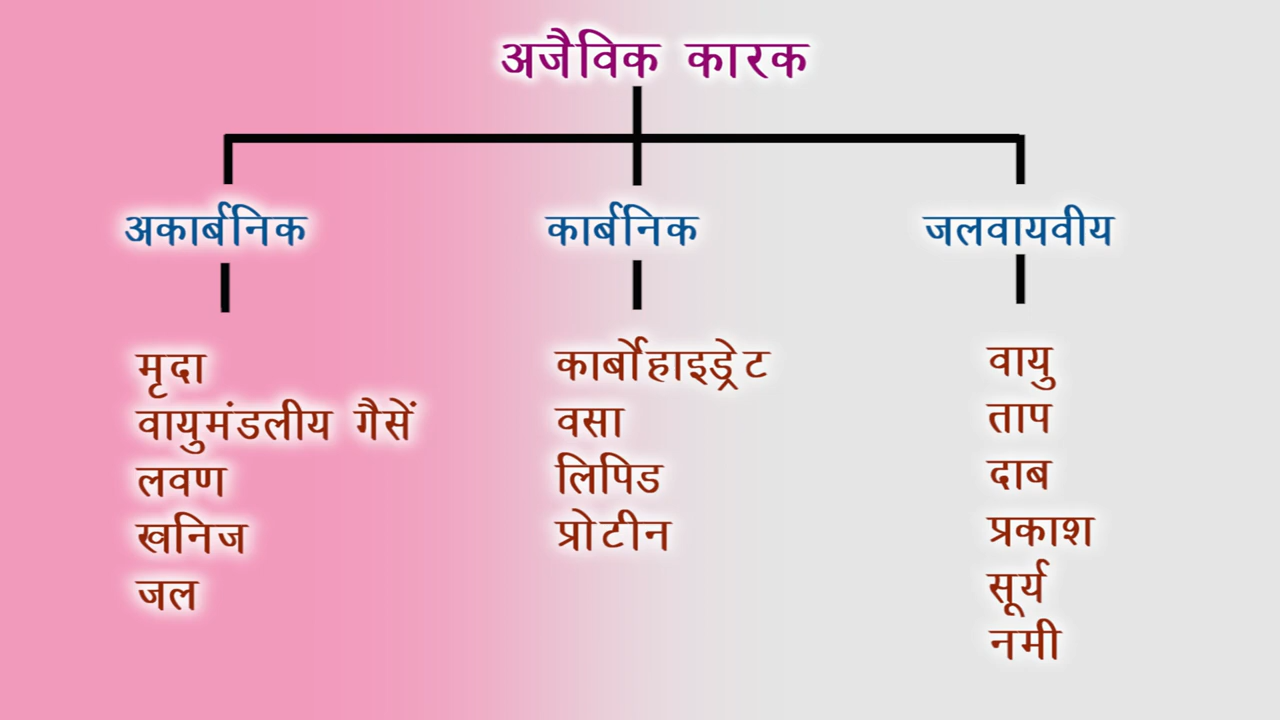 अजैविक कारक
अकार्बनिक
कार्बनिक
जलवायवीय
मृदा
वायुमंडलीय गैसें
लवण
खनिज
जल
कार्बोहाइड्रेट
वसा
लिपिड
प्रोटीन
वायु
ताप
दाब
प्रकाश
सूर्य
नमी